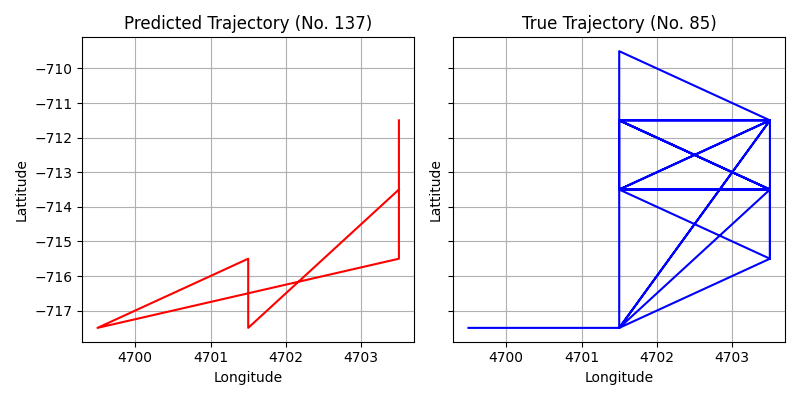 Predicted Trajectory (No. 137)
True Trajectory (No. 85)
−710
−711
−712
−713
−714
−715
−716
−717
Lattitude
Lattitude
4700
4701
4702
4703
4700
4701
4702
4703
Longitude
Longitude